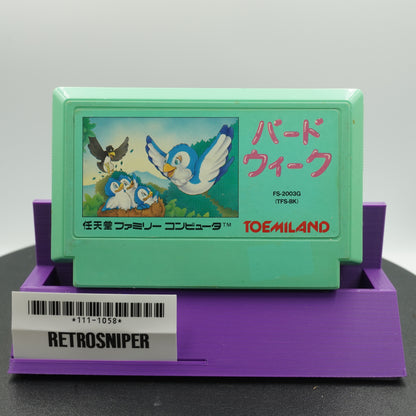 バード
ウィーク
FS-2003G
(TFS-BK)
任天堂 ファミリー コンピュータ™
TOEMILAND
*111-1058*
RETROSNIPER